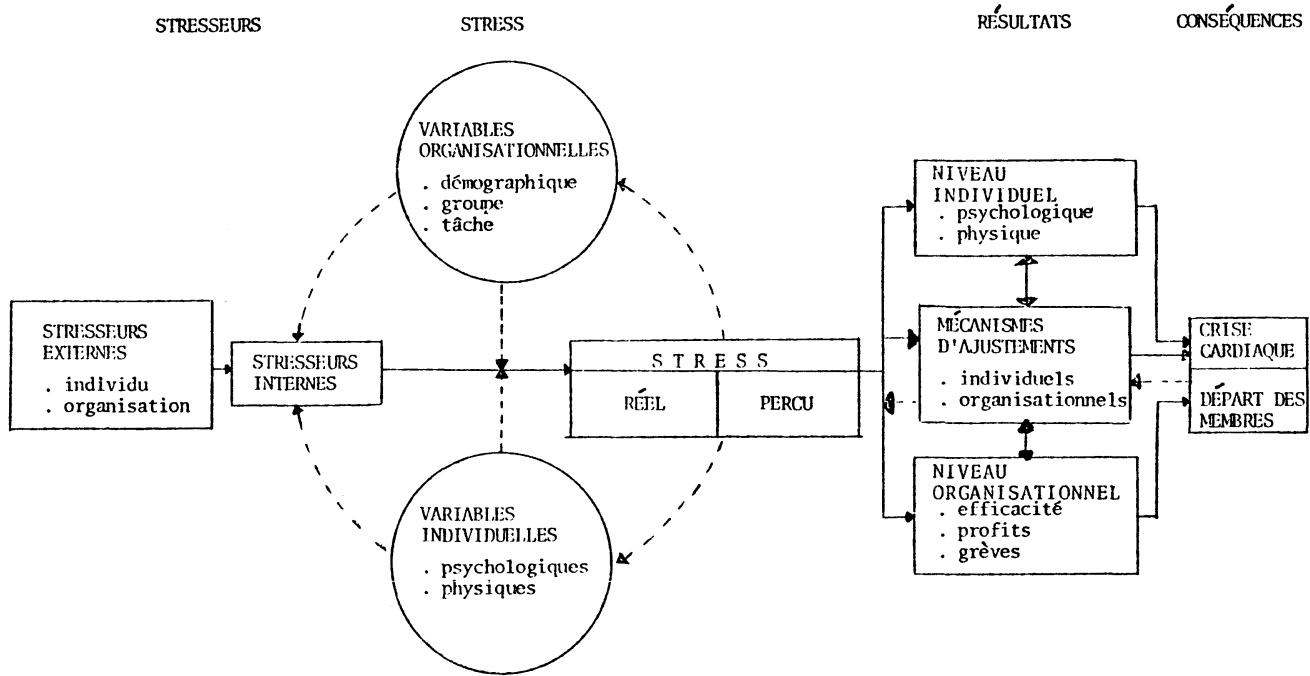 STRESSEURS
STRESS
RÉSULTATS
CONSÉQUENCES
VARIABLES
ORGANISATIONNELLES
. démographique
. groupe
. tâche
STRESSEURS
EXTERNES
. individu
. organisation
STRESSEURS
INTERNES
VARIABLES
INDIVIDUELLES
. psychologiques
. physiques
STRESS
RÉEL
PERCU
NIVEAU
INDIVIDUEL
. psychologique
. physique
MÉCANISMES
D'AJUSTEMENTS
. individuels
. organisationnels
NIVEAU
ORGANISATIONNEL
. efficacité
. profits
. grèves
CRISE
CARDIAQUE
DÉPART DES
MEMBRES